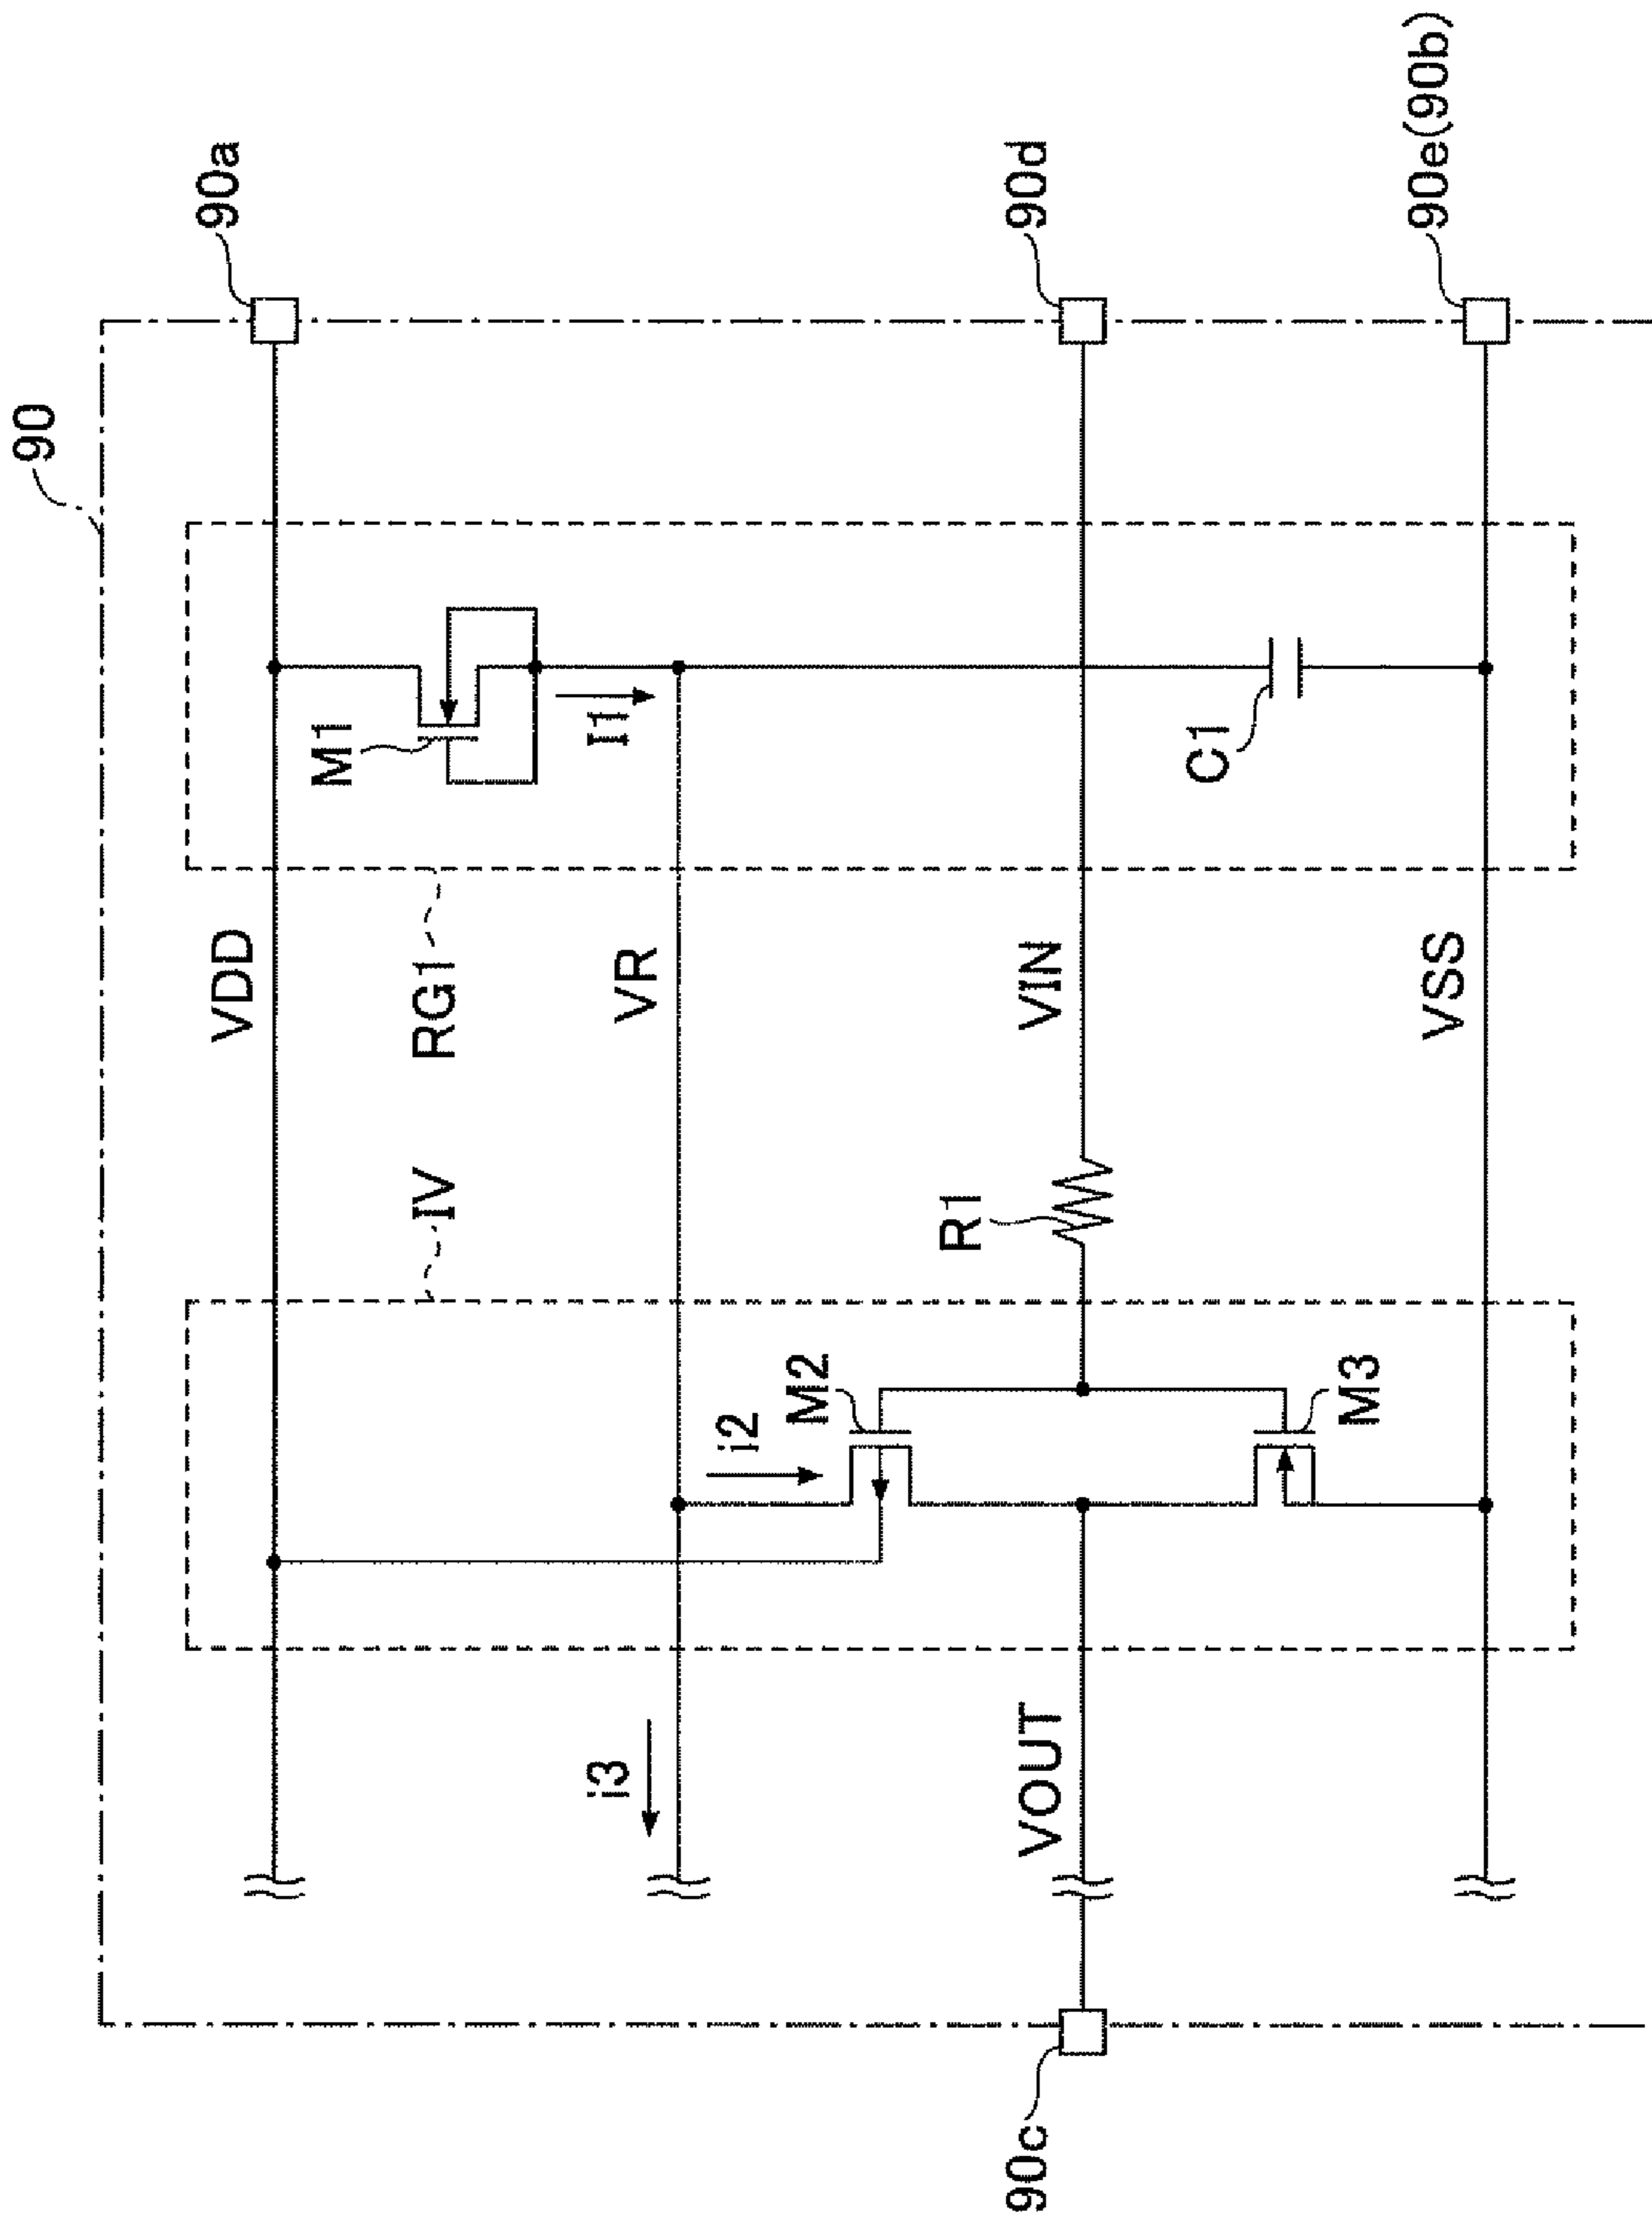 90
90a
90d
90e(90b)
M1
I1
C1
VDD
RG1
VR
VIN
VSS
IV
R1
i2
M2
M3
i3
VOUT
90c